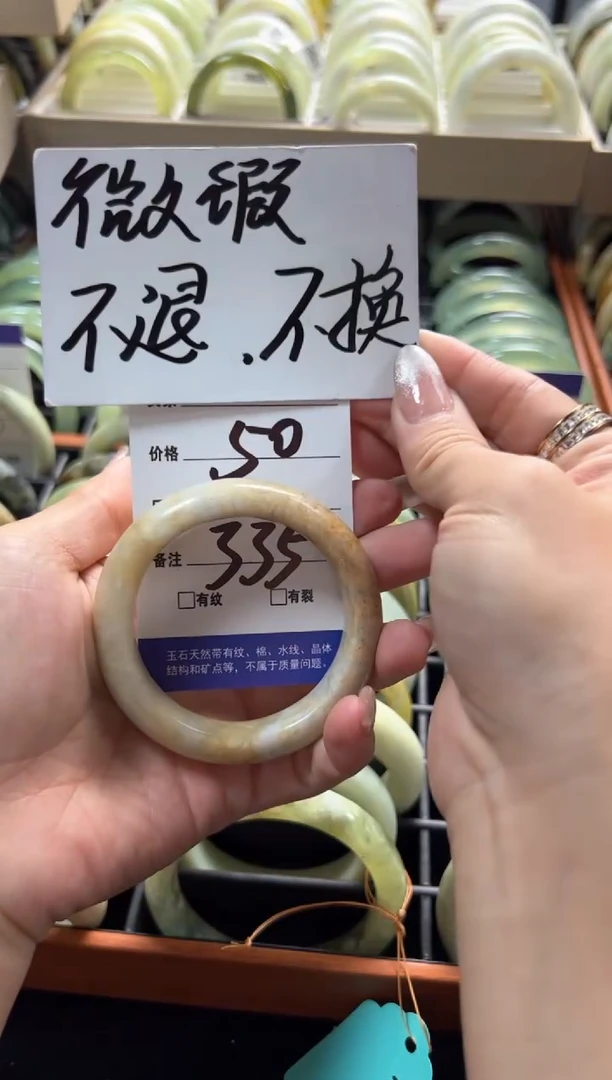 微瑕
不退.不换
价格 50
备注 335
□有纹 □有裂
玉石天然带有纹、棉、水线、晶体
结构和矿点等，不属于质量问题、